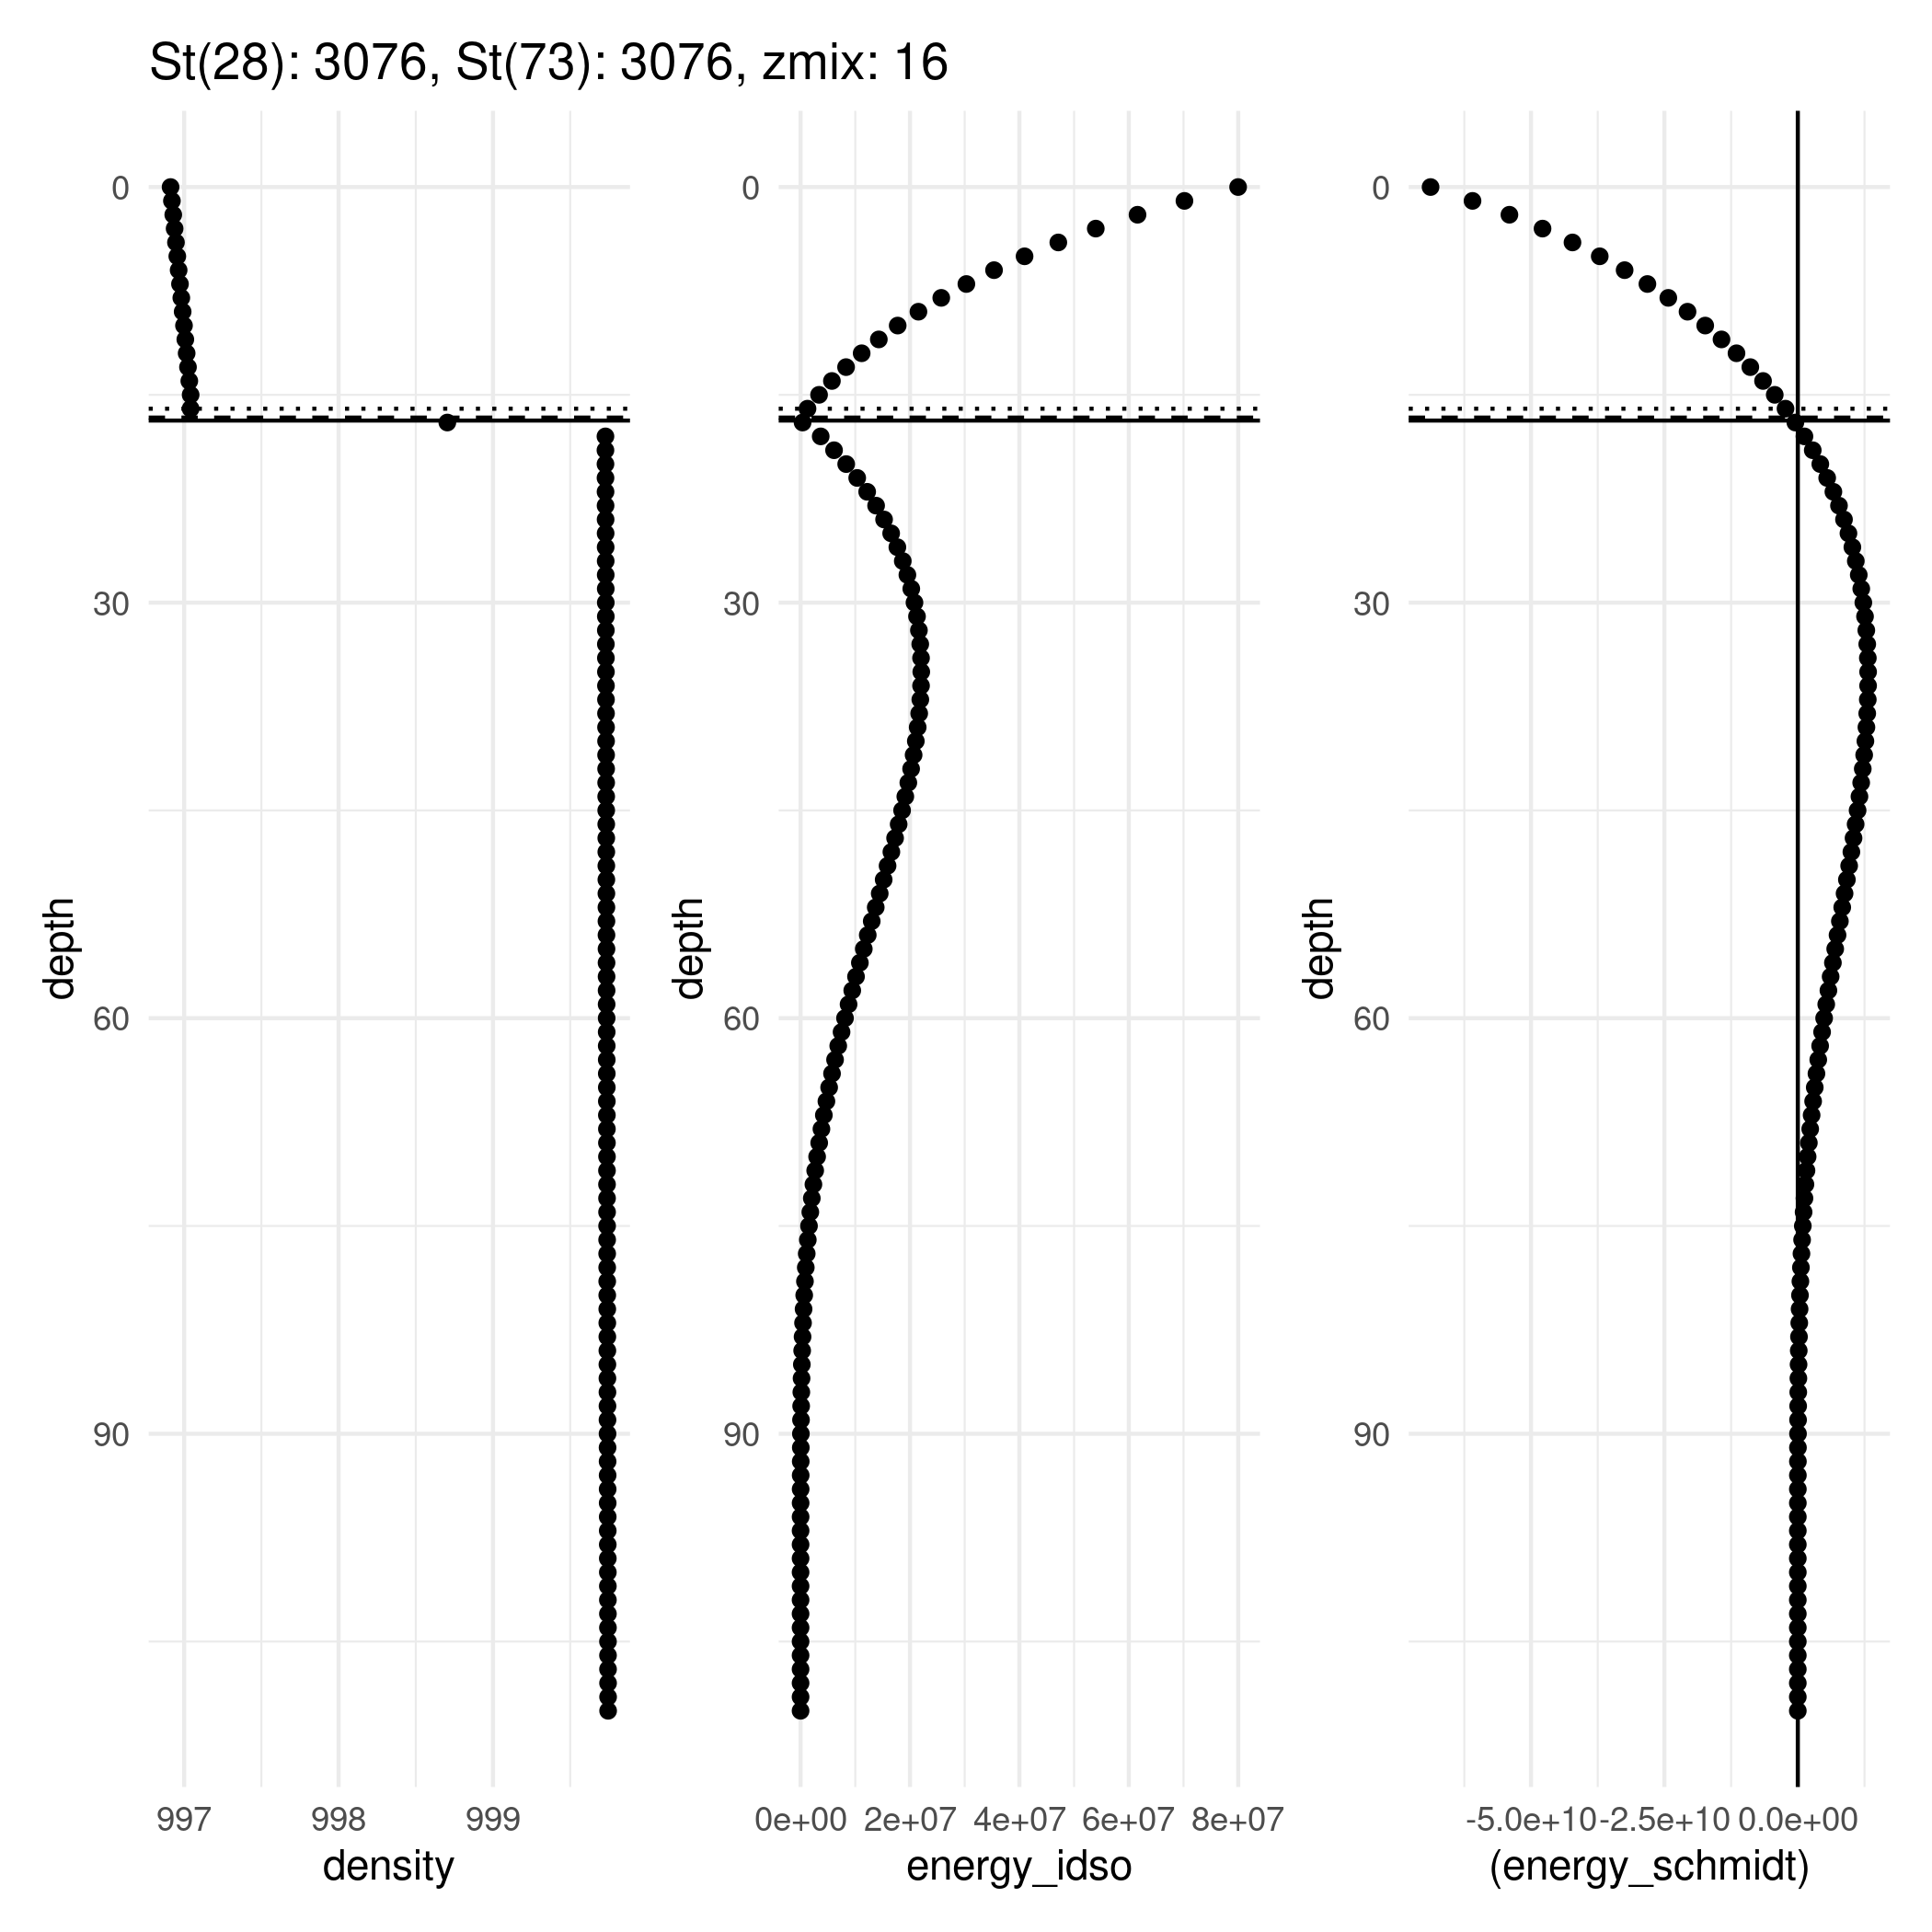 St(28): 3076, St(73): 3076, zmix: 16
0
30
60
90
depth
997 998 999
density
0
30
60
90
depth
0e+00 2e+07 4e+07 6e+07 8e+07
energy_idso
0
30
60
90
depth
-5.0e+10 -2.5e+10 0.0e+00
(energy_schmidt)